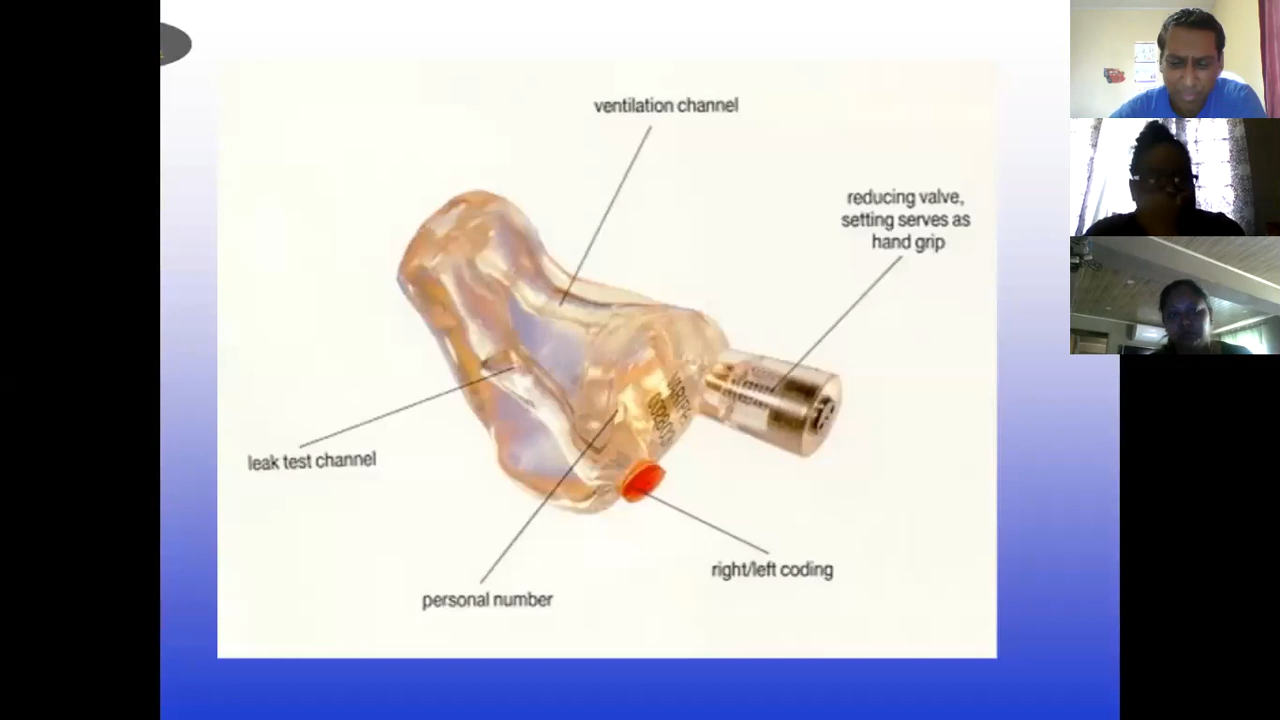 ventilation channel
reducing valve,
setting serves as
hand grip
leak test channel
right/left coding
personal number